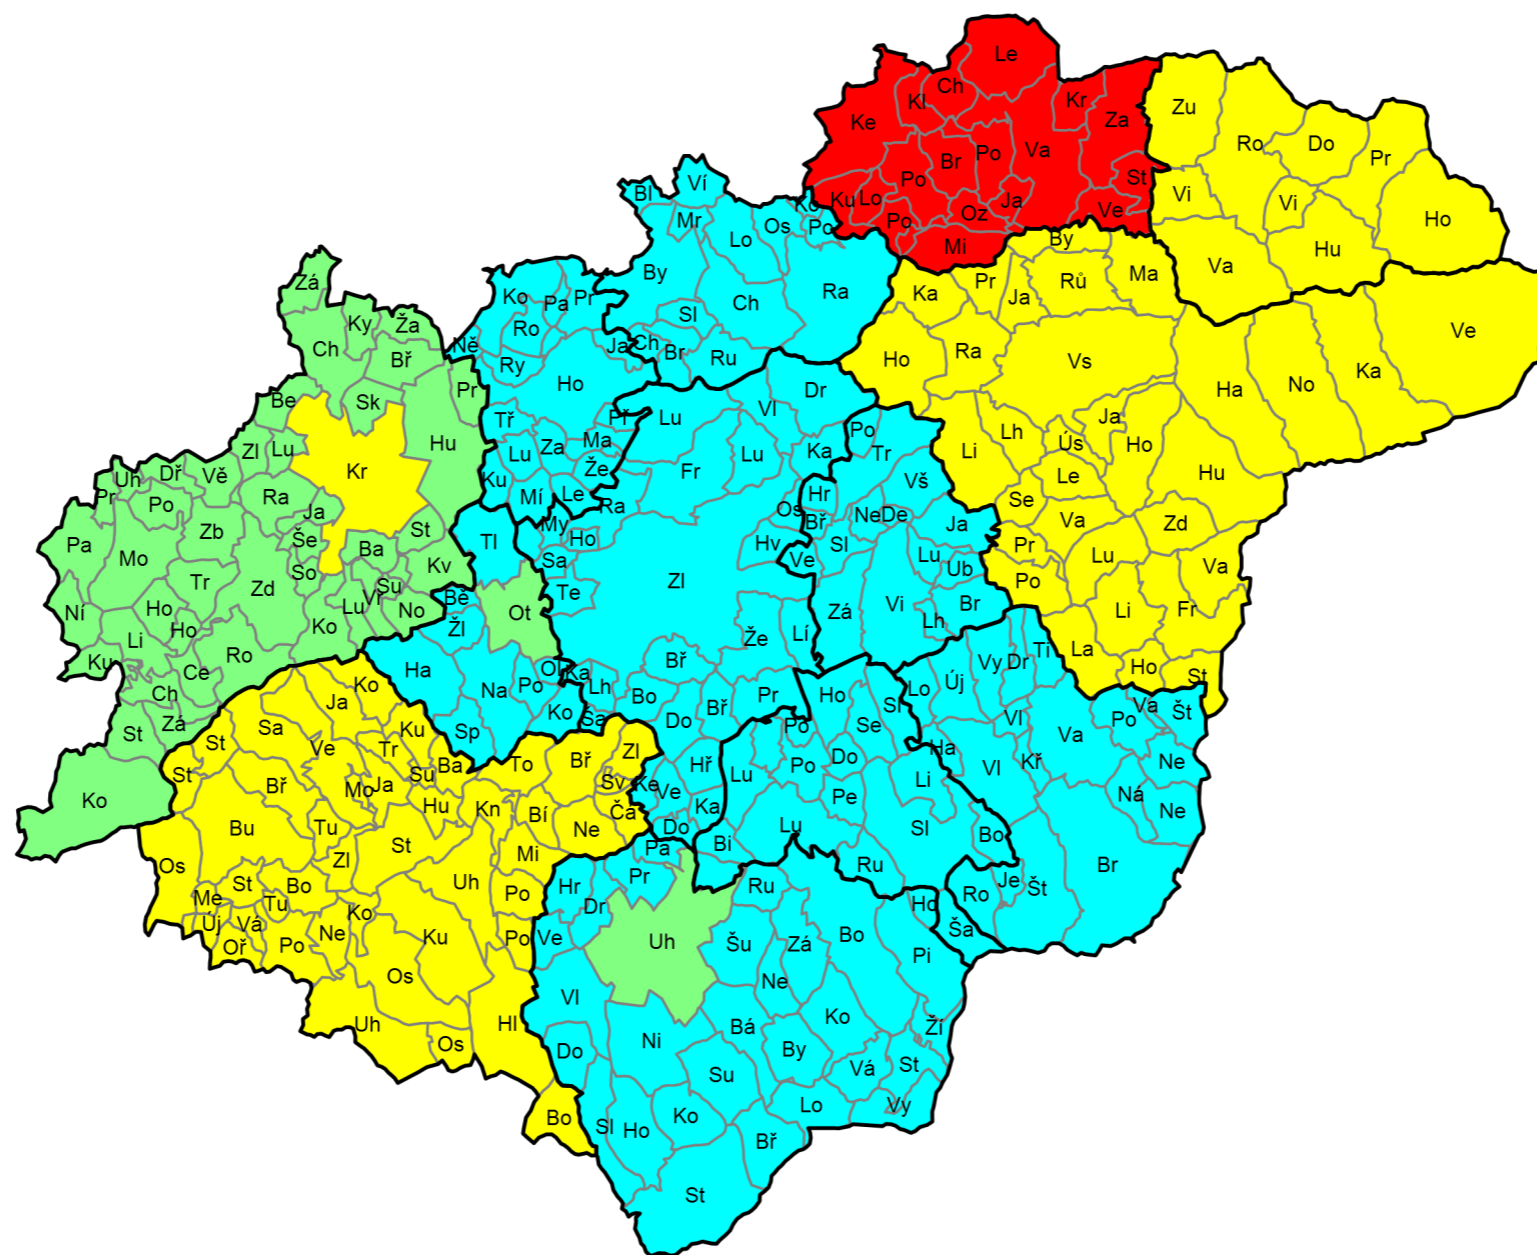 Le
Ch
Kl
Kr
Ke
Za
Zu
Va
Br
Po
Po
Ro
Do
Pr
St
Ku
Lo
Ja
Oz
Ve
Po
Mi
Vi
Vi
Ho
Hu
Va
Ví
Bl
Mr
Lo
Os
Ko
Po
By
Sl
Ch
Ra
Ch
Br
Ru
By
Pr
Ja
Rů
Ma
Ka
Ho
Ra
Vs
Ha
No
Ka
Ve
Li
Lh
Ja
Ús
Ho
Le
Hu
Se
Va
Zd
Pr
Po
Lu
Va
Li
Fr
La
Ho
St
Zá
Ky
Ža
Ch
Bř
Pr
Be
Sk
Hu
Zl
Lu
Kr
Uh
Dř
Vě
Pr
Po
Ra
Ja
Pa
Mo
Zb
Še
Ba
St
So
Kv
Tr
Zd
Su
Vř
Ní
Ho
Lu
No
Li
Ho
Ko
Ku
Ce
Ro
Ch
Zá
St
Ko
Ko
Pa
Pr
Ro
Ně
Ry
Ja
Ho
Př
Tř
Lu
Za
Ma
Že
Ku
Mí
Le
Lu
Vl
Dr
Fr
Lu
Ka
Ra
My
Ho
Sa
Te
Os
Hv
Zl
Že
Lí
Bř
Ka
Lh
Bo
Bř
Pr
Sa
Do
Hř
Ke
Ve
Ka
Do
Bi
Po
Tr
Vš
Hr
Bř
Ne
De
Ja
Sl
Lu
Ub
Ve
Zá
Vi
Br
Lh
Tl
Ot
Bě
Žl
Ha
Na
Po
Ol
Ko
Sp
Ko
Ja
Sa
St
Ku
Ve
Tr
St
Su
Ba
To
Bř
Zl
Bř
Mo
Ja
Sv
Hu
Kn
Bí
Ča
Ne
Bu
Tu
St
Zl
Mi
Os
St
Bo
Uh
Me
Tu
Po
Új
Vá
Ko
Ne
Oř
Po
Ku
Po
Os
Uh
Os
Hl
Bo
Ho
Sl
Se
Po
Do
Lu
Po
Pe
Li
Sl
Lu
Ru
Bo
Lo
Új
Vy
Dr
Ti
Vl
Va
Po
Va
Št
Ha
Vl
Kř
Ne
Ná
Ne
Br
Je
Št
Ro
Ša
Pa
Hr
Pr
Ru
Dr
Ve
Uh
Šu
Zá
Bo
Ho
Pi
Ne
Vl
Bá
Ko
Ží
Ni
Do
By
Su
Vá
St
Sl
Ho
Ko
Lo
Vy
Bř
St